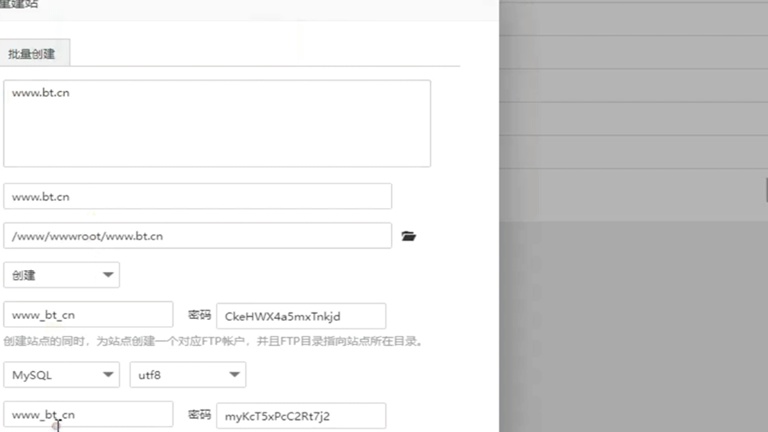 量建站
批量创建
www.bt.cn
www.bt.cn
/www/wwwroot/www.bt.cn
创建
www_bt_cn 密码 CkeHWX4a5mxTnkjd
创建站点的同时，为站点创建一个对应FTP帐户，并且FTP目录指向站点所在目录。
MySQL utf8
www_bt_cn 密码 myKcT5xPcC2Rt7j2